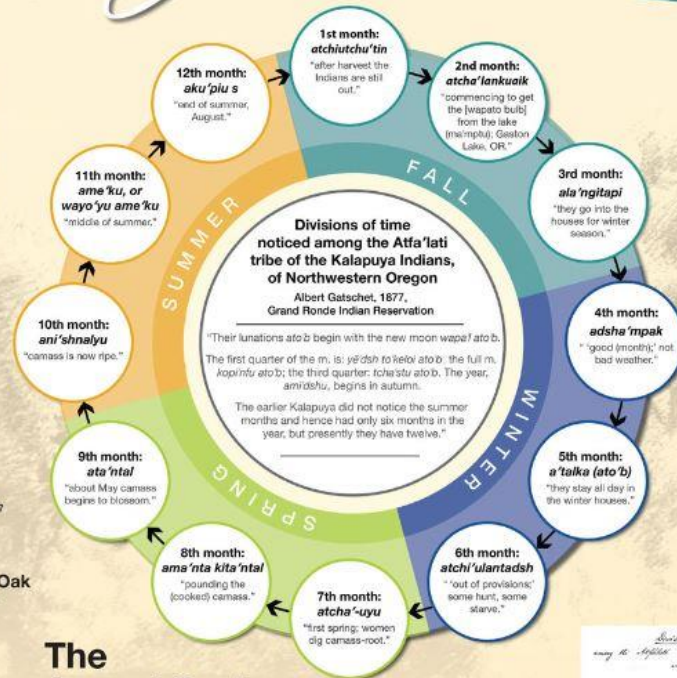 1st month:
atchiutchu'tin
"after harvest the
Indians are still
out."
2nd month:
atcha'lankuaik
"commencing to get
the [wapato bulb]
from the lake
(ma'mptu); Gaston
Lake, OR."
3rd month:
ala'ngitapi
"they go into the
houses for winter
season."
4th month:
adsha'mpak
" 'good (month);' not
bad weather."
5th month:
a'talka (ato'b)
"they stay all day in
the winter houses."
6th month:
atchi'ulantadsh
" 'out of provisions;'
some hunt, some
starve."
7th month:
atcha'-uyu
"first spring; women
dig camass-root."
8th month:
ama'nta kita'ntal
"pounding the
(cooked) camass."
9th month:
ata'ntal
"about May camass
begins to blossom."
10th month:
ani'shnalyu
"camass is now ripe."
11th month:
ame'ku, or
wayo'yu ame'ku
"middle of summer."
12th month:
aku'piu s
"end of summer,
August."
FALL
WINTER
SPRING
SUMMER
Divisions of time
noticed among the Atfa'lati
tribe of the Kalapuya Indians,
of Northwestern Oregon
Albert Gatschet, 1877,
Grand Ronde Indian Reservation
"Their lunations ato'b begin with the new moon wapa'l ato'b.
The first quarter of the m. is: yé'dsh to'keloi ato'b; the full m.
kopi'nfu ato'b; the third quarter: tcha'stu ato'b. The year,
ami'dshu, begins in autumn.
The earlier Kalapuya did not notice the summer
months and hence had only six months in the
year, but presently they have twelve."
Oak
The